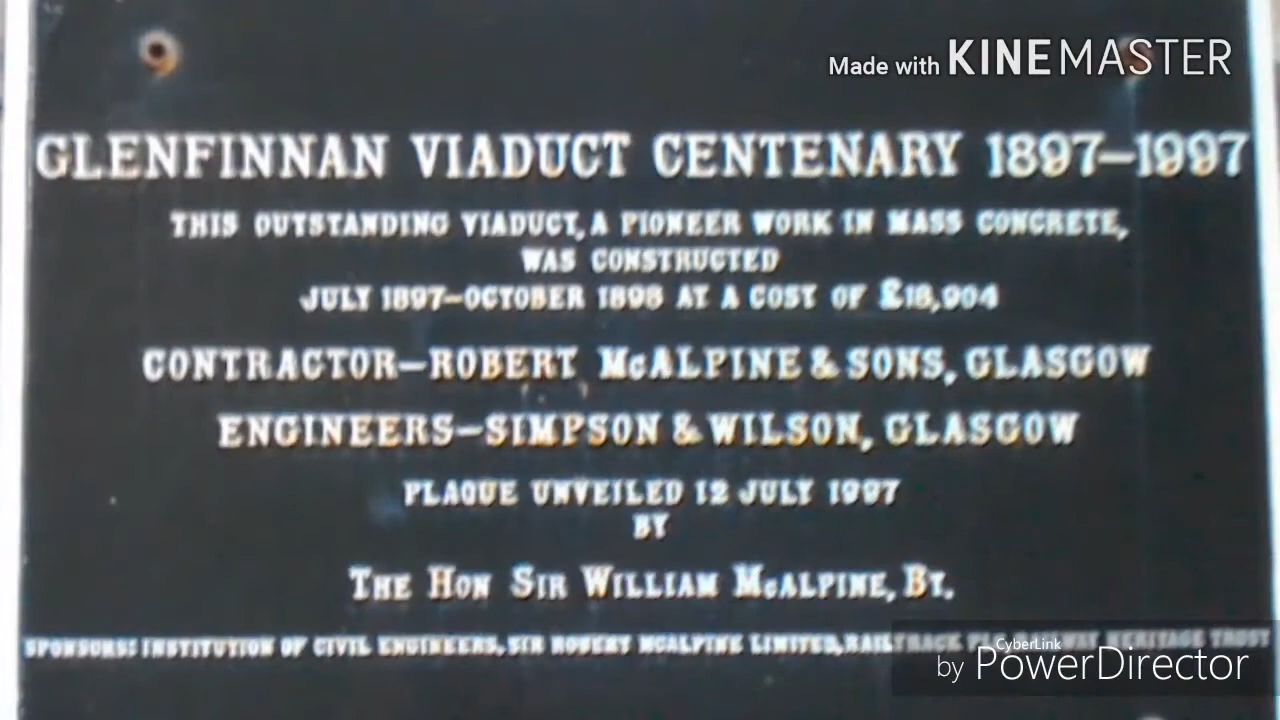 Made with KINEMASTER
GLENFINNAN VIADUCT CENTENARY 1897–1997
THIS OUTSTANDING VIADUCT, A PIONEER WORK IN MASS CONCRETE,
WAS CONSTRUCTED
JULY 1897–OCTOBER 1898 AT A COST OF £18,904
CONTRACTOR–ROBERT McALPINE & SONS, GLASGOW
ENGINEERS–SIMPSON & WILSON, GLASGOW
PLAQUE UNVEILED 12 JULY 1997
BY
THE HON SIR WILLIAM McALPINE, BT.
SPONSORS: INSTITUTION OF CIVIL ENGINEERS, SIR ROBERT MCALPINE LIMITED, RAILTRACK HERITAGE TRUST
CyberLink
by PowerDirector